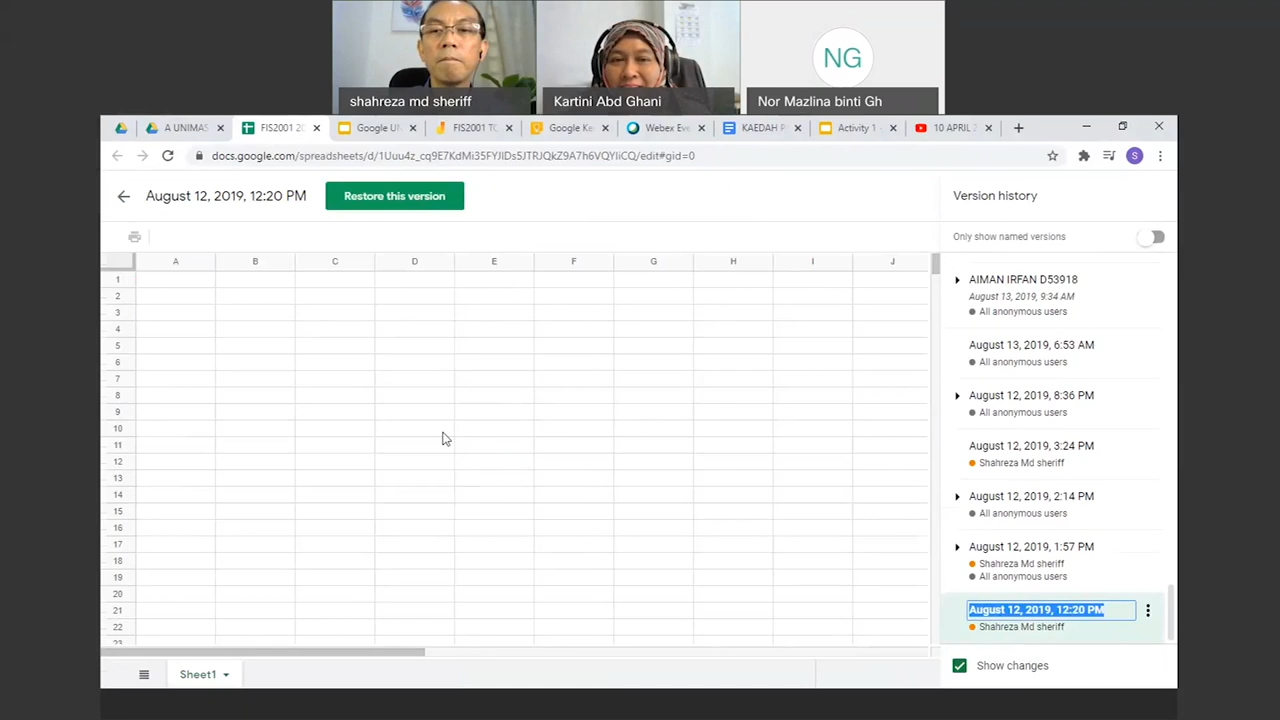 NG
shahreza md sheriff
Kartini Abd Ghani
Nor Mazlina binti Gh
A UNIMAS
FIS2001 20
Google UN
FIS2001 TO
Google Ke
Webex Eve
KAEDAH P
Activity 1 -
10 APRIL 2
docs.google.com/spreadsheets/d/1Uuu4z_cq9E7KdMi35FYJIDs5JTRJQkZ9A7h6VQYIiCQ/edit#gid=0
S
August 12, 2019, 12:20 PM
Restore this version
Version history
Only show named versions
A B C D E F G H I J
1
2
3
4
5
6
7
8
9
10
11
12
13
14
15
16
17
18
19
20
21
22
23
AIMAN IRFAN D53918
August 13, 2019, 9:34 AM
All anonymous users
August 13, 2019, 6:53 AM
All anonymous users
August 12, 2019, 8:36 PM
All anonymous users
August 12, 2019, 3:24 PM
Shahreza Md sheriff
August 12, 2019, 2:14 PM
All anonymous users
August 12, 2019, 1:57 PM
Shahreza Md sheriff
All anonymous users
August 12, 2019, 12:20 PM
Shahreza Md sheriff
Sheet1
Show changes